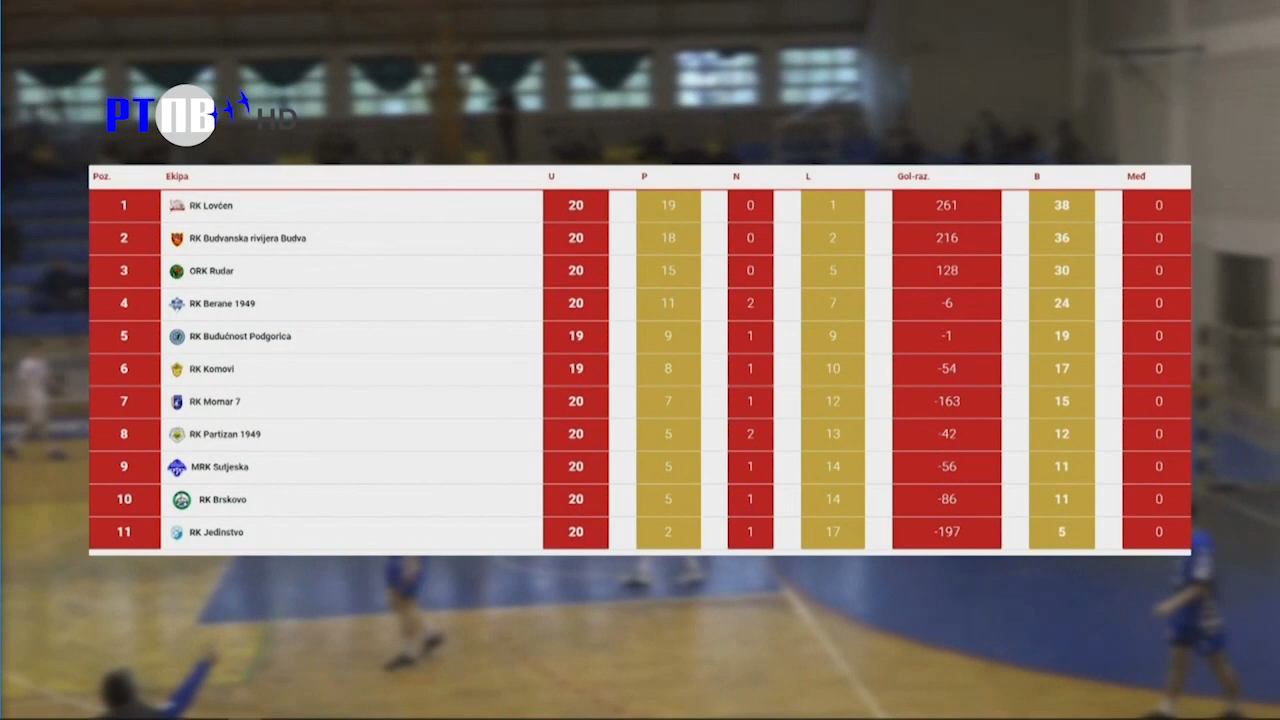 РТПВ HD
Poz. Ekipa U P N L Gol-raz. B Međ
1 RK Lovćen 20 19 0 1 261 38 0
2 RK Budvanska rivijera Budva 20 18 0 2 216 36 0
3 ORK Rudar 20 15 0 5 128 30 0
4 RK Berane 1949 20 11 2 7 -6 24 0
5 RK Budućnost Podgorica 19 9 1 9 -1 19 0
6 RK Komovi 19 8 1 10 -54 17 0
7 RK Mornar 7 20 7 1 12 -163 15 0
8 RK Partizan 1949 20 5 2 13 -42 12 0
9 MRK Sutjeska 20 5 1 14 -56 11 0
10 RK Brskovo 20 5 1 14 -86 11 0
11 RK Jedinstvo 20 2 1 17 -197 5 0